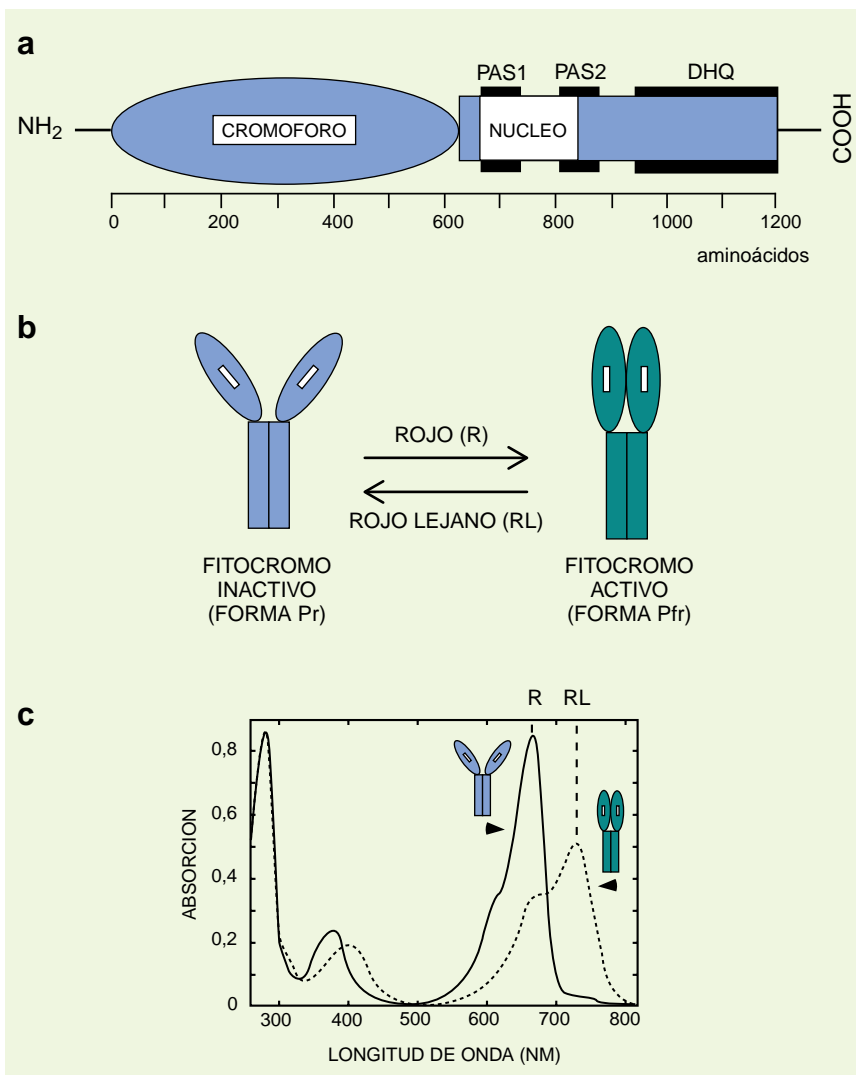 a
PAS1 PAS2 DHQ
NH2 CROMOFORO NUCLEO COOH
0 200 400 600 800 1000 1200
aminoácidos
b
ROJO (R)
ROJO LEJANO (RL)
FITOCROMO
INACTIVO
(FORMA Pr)
FITOCROMO
ACTIVO
(FORMA Pfr)
c
R RL
0,8
0,6
0,4
0,2
0
ABSORCION
300 400 500 600 700 800
LONGITUD DE ONDA (NM)